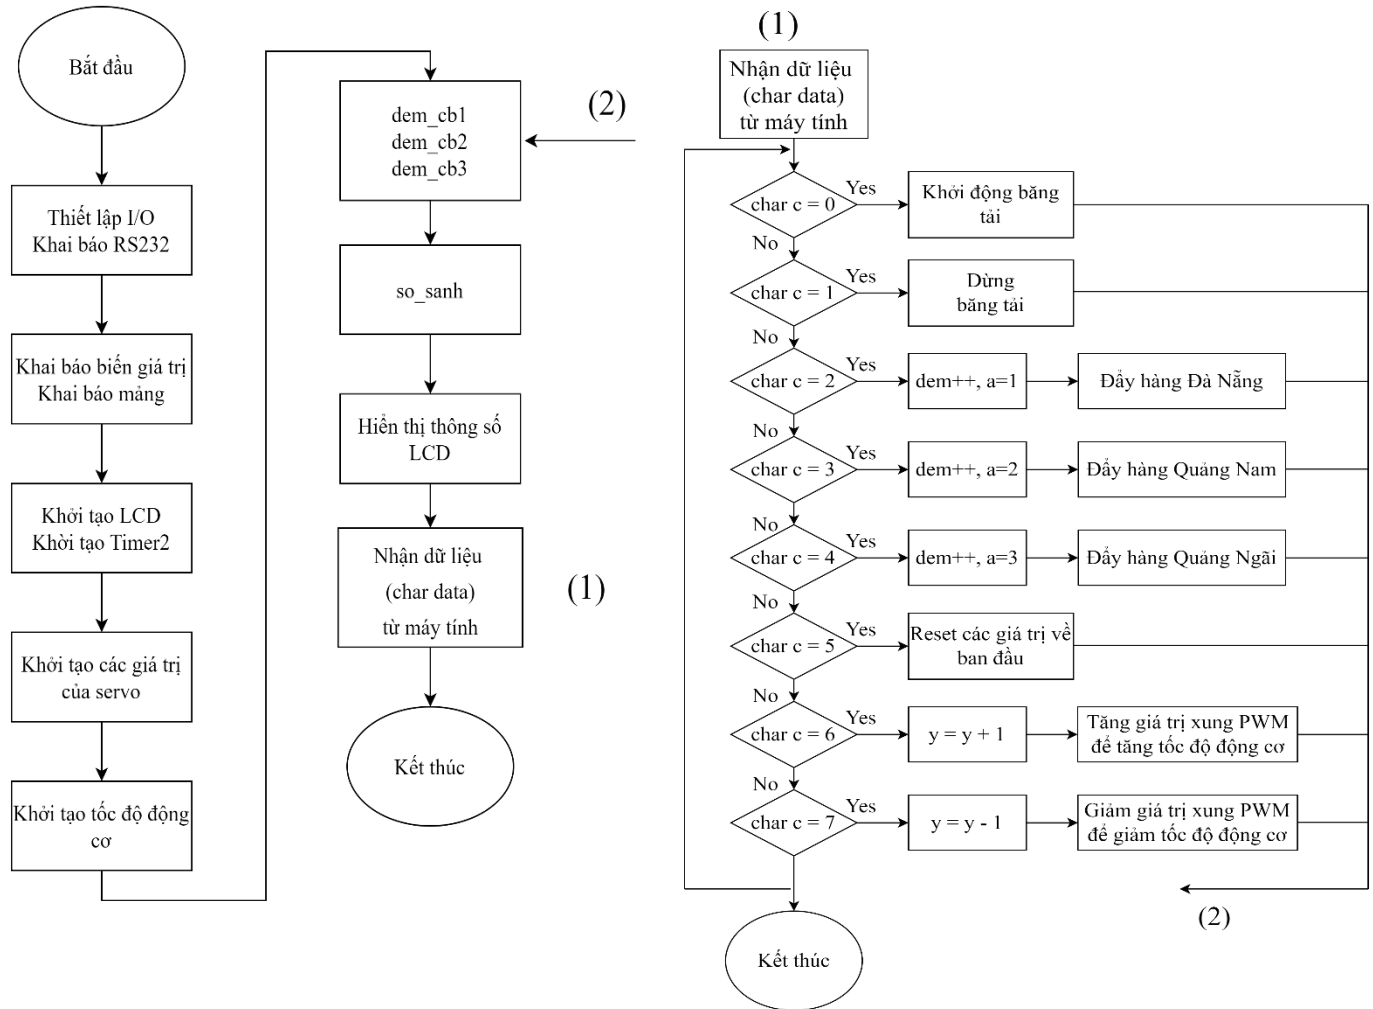 Bắt đầu
Thiết lập I/O
Khai báo RS232
Khai báo biến giá trị
Khai báo mảng
Khởi tạo LCD
Khời tạo Timer2
Khởi tạo các giá trị
của servo
Khởi tạo tốc độ động
cơ
dem_cb1
dem_cb2
dem_cb3
(2)
so_sanh
Hiển thị thông số
LCD
Nhận dữ liệu
(char data)
từ máy tính
(1)
Kết thúc
(1)
Nhận dữ liệu
(char data)
từ máy tính
char c = 0
Yes
Khởi động băng
tải
No
char c = 1
Yes
Dừng
băng tải
No
char c = 2
Yes
dem++, a=1
Đẩy hàng Đà Nẵng
No
char c = 3
Yes
dem++, a=2
Đẩy hàng Quảng Nam
No
char c = 4
Yes
dem++, a=3
Đẩy hàng Quảng Ngãi
No
char c = 5
Yes
Reset các giá trị về
ban đầu
No
char c = 6
Yes
y = y + 1
Tăng giá trị xung PWM
để tăng tốc độ động cơ
No
char c = 7
Yes
y = y - 1
Giảm giá trị xung PWM
để giảm tốc độ động cơ
(2)
Kết thúc